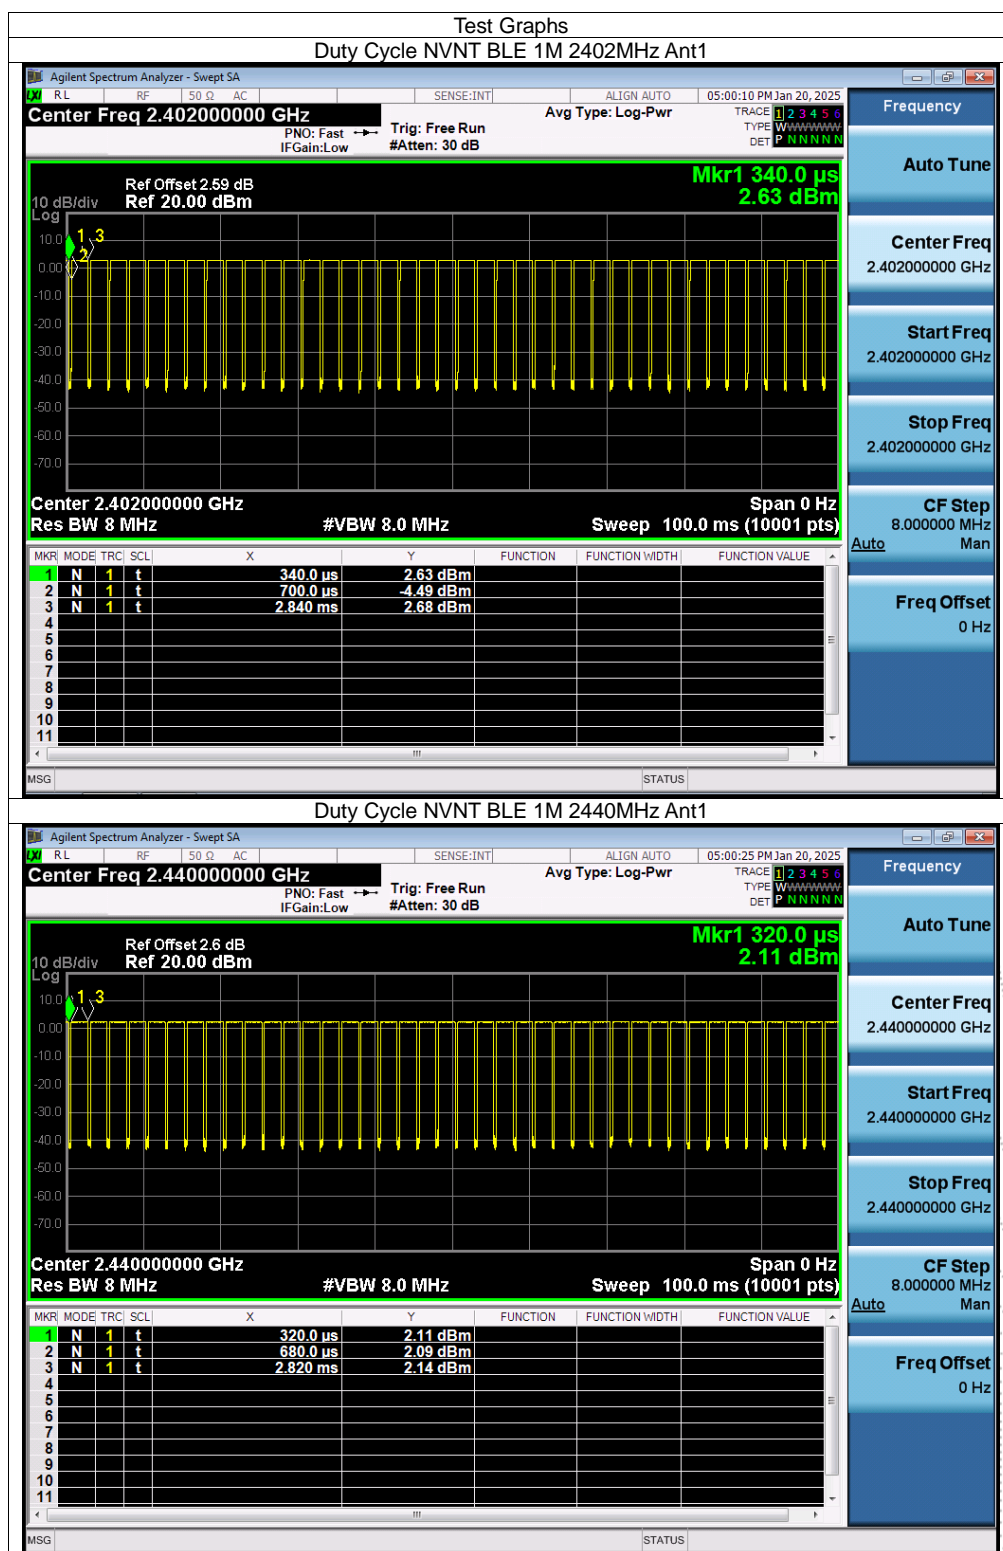 Test Graphs
Duty Cycle NVNT BLE 1M 2402MHz Ant1
Agilent Spectrum Analyzer - Swept SA
LXI RL RF 50 Ω AC SENSE:INT ALIGN AUTO 05:00:10 PM Jan 20, 2025
Center Freq 2.402000000 GHz Avg Type: Log-Pwr TRACE 1 2 3 4 5 6
PNO: Fast Trig: Free Run TYPE WWWWWWW
IFGain:Low #Atten: 30 dB DET P N N N N N
Frequency
Auto Tune
Center Freq
2.402000000 GHz
Start Freq
2.402000000 GHz
Stop Freq
2.402000000 GHz
CF Step
8.000000 MHz
Auto Man
Freq Offset
0 Hz
Mkr1 340.0 µs
2.63 dBm
Ref Offset 2.59 dB
10 dB/div Ref 20.00 dBm
Log
10.0
0.00
-10.0
-20.0
-30.0
-40.0
-50.0
-60.0
-70.0
1 3
2
Center 2.402000000 GHz Span 0 Hz
Res BW 8 MHz #VBW 8.0 MHz Sweep 100.0 ms (10001 pts)
MKR MODE TRC SCL X Y FUNCTION FUNCTION WIDTH FUNCTION VALUE
1 N 1 t 340.0 µs 2.63 dBm
2 N 1 t 700.0 µs -4.49 dBm
3 N 1 t 2.840 ms 2.68 dBm
4
5
6
7
8
9
10
11
MSG STATUS
Duty Cycle NVNT BLE 1M 2440MHz Ant1
Agilent Spectrum Analyzer - Swept SA
LXI RL RF 50 Ω AC SENSE:INT ALIGN AUTO 05:00:25 PM Jan 20, 2025
Center Freq 2.440000000 GHz Avg Type: Log-Pwr TRACE 1 2 3 4 5 6
PNO: Fast Trig: Free Run TYPE WWWWWWW
IFGain:Low #Atten: 30 dB DET P N N N N N
Frequency
Auto Tune
Center Freq
2.440000000 GHz
Start Freq
2.440000000 GHz
Stop Freq
2.440000000 GHz
CF Step
8.000000 MHz
Auto Man
Freq Offset
0 Hz
Mkr1 320.0 µs
2.11 dBm
Ref Offset 2.6 dB
10 dB/div Ref 20.00 dBm
Log
10.0
0.00
-10.0
-20.0
-30.0
-40.0
-50.0
-60.0
-70.0
1 3
Center 2.440000000 GHz Span 0 Hz
Res BW 8 MHz #VBW 8.0 MHz Sweep 100.0 ms (10001 pts)
MKR MODE TRC SCL X Y FUNCTION FUNCTION WIDTH FUNCTION VALUE
1 N 1 t 320.0 µs 2.11 dBm
2 N 1 t 680.0 µs 2.09 dBm
3 N 1 t 2.820 ms 2.14 dBm
4
5
6
7
8
9
10
11
MSG STATUS